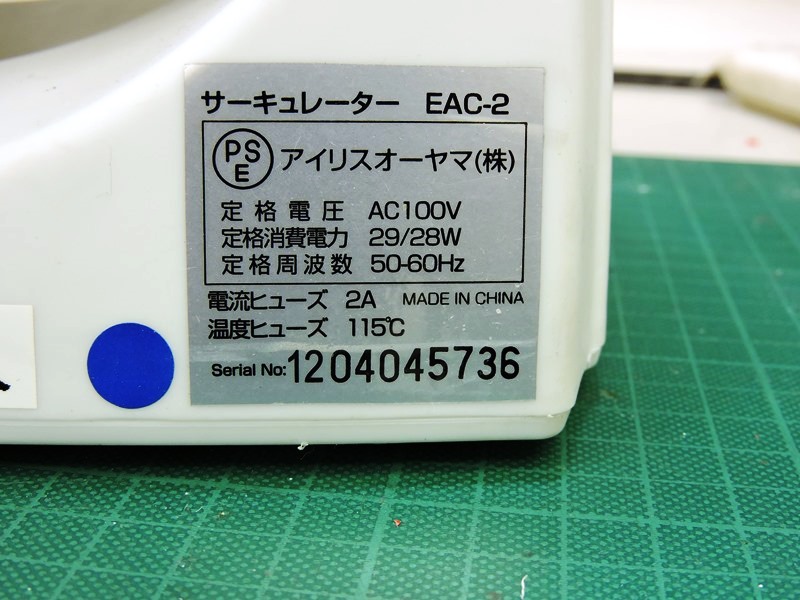 サーキュレーター EAC-2
PSE アイリスオーヤマ(株)
定格電圧 AC100V
定格消費電力 29/28W
定格周波数 50-60Hz
電流ヒューズ 2A MADE IN CHINA
温度ヒューズ 115℃
Serial No:1204045736